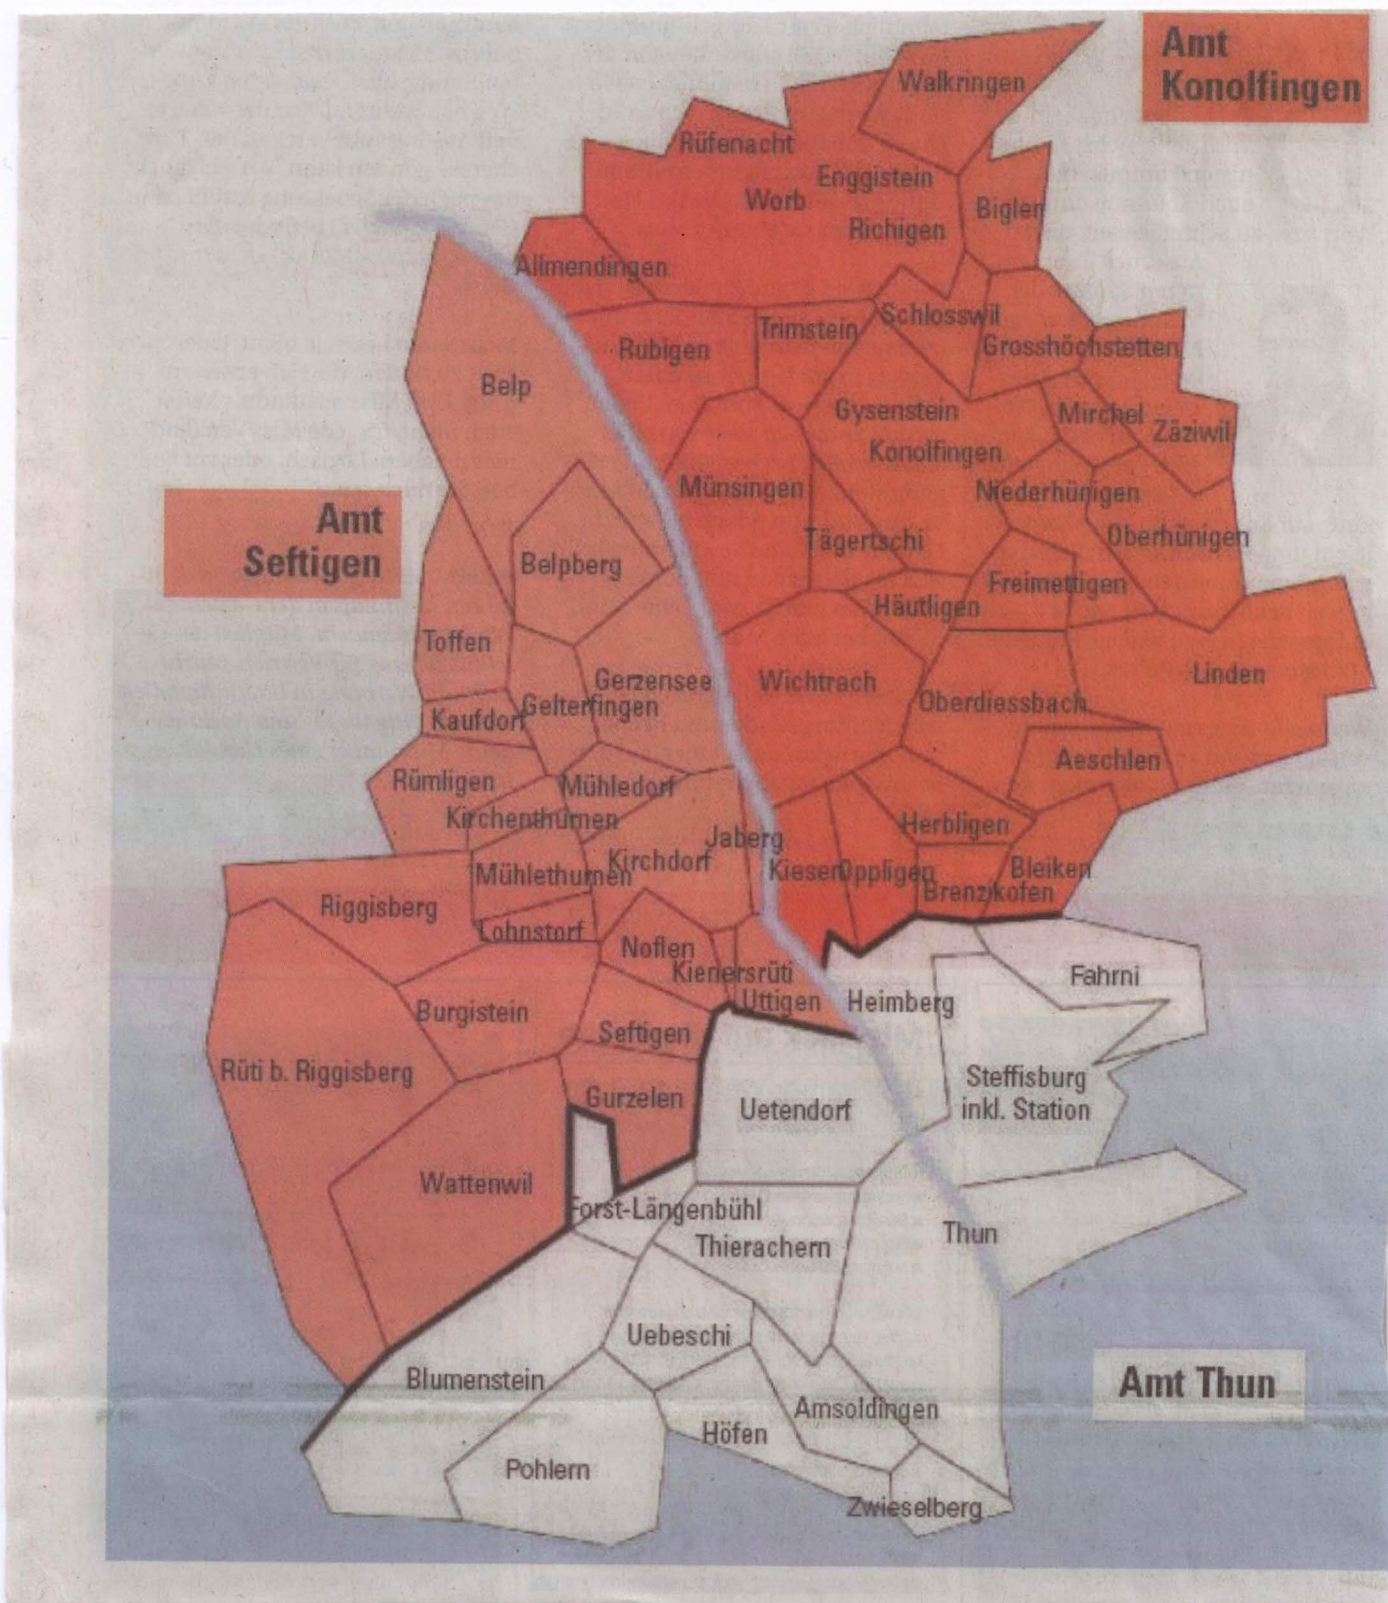 Amt
Konolfingen
Walkringen
Rüfenacht
Enggistein
Worb
Biglen
Richigen
Allmendingen
Schlosswil
Trimstein
Rubigen
Grosshöchstetten
Belp
Gysenstein
Mirchel
Zäziwil
Konolfingen
Münsingen
Niederhünigen
Amt
Seftigen
Tägertschi
Oberhünigen
Belpberg
Freimettigen
Häutligen
Toffen
Gerzensee
Wichtrach
Linden
Gelterfingen
Oberdiessbach
Kaufdorf
Aeschlen
Rümligen
Mühledorf
Kirchenthurnen
Jaberg
Herbligen
Kirchdorf
Mühlethurnen
Kiesen
Oppligen
Bleiken
Brenzikofen
Riggisberg
Lohnstorf
Noflen
Kienersrüti
Fahrni
Uttigen
Heimberg
Burgistein
Seftigen
Rüti b. Riggisberg
Steffisburg
inkl. Station
Gurzelen
Uetendorf
Wattenwil
Forst-Längenbühl
Thun
Thierachern
Uebeschi
Blumenstein
Amt Thun
Amsoldingen
Höfen
Pohlern
Zwieselberg